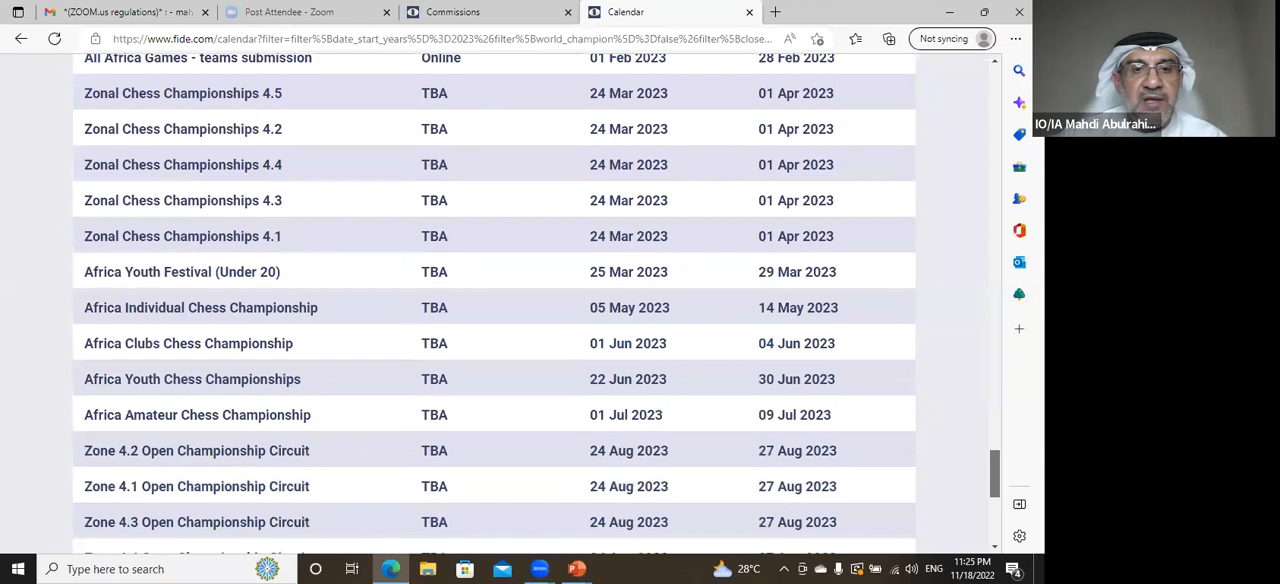 *(ZOOM.us regulations)* : - mah
Post Attendee - Zoom
Commissions
Calendar
https://www.fide.com/calendar?filter=filter%5Bdate_start_years%5D%3D2023%26filter%5Bworld_champion%5D%3Dfalse%26filter%5Bclose...
Not syncing
All Africa Games - teams submission Online 01 Feb 2023 28 Feb 2023
Zonal Chess Championships 4.5 TBA 24 Mar 2023 01 Apr 2023
Zonal Chess Championships 4.2 TBA 24 Mar 2023 01 Apr 2023
Zonal Chess Championships 4.4 TBA 24 Mar 2023 01 Apr 2023
Zonal Chess Championships 4.3 TBA 24 Mar 2023 01 Apr 2023
Zonal Chess Championships 4.1 TBA 24 Mar 2023 01 Apr 2023
Africa Youth Festival (Under 20) TBA 25 Mar 2023 29 Mar 2023
Africa Individual Chess Championship TBA 05 May 2023 14 May 2023
Africa Clubs Chess Championship TBA 01 Jun 2023 04 Jun 2023
Africa Youth Chess Championships TBA 22 Jun 2023 30 Jun 2023
Africa Amateur Chess Championship TBA 01 Jul 2023 09 Jul 2023
Zone 4.2 Open Championship Circuit TBA 24 Aug 2023 27 Aug 2023
Zone 4.1 Open Championship Circuit TBA 24 Aug 2023 27 Aug 2023
Zone 4.3 Open Championship Circuit TBA 24 Aug 2023 27 Aug 2023
IO/IA Mahdi Abulrahi...
Type here to search
28°C
ENG
11:25 PM
11/18/2022
4